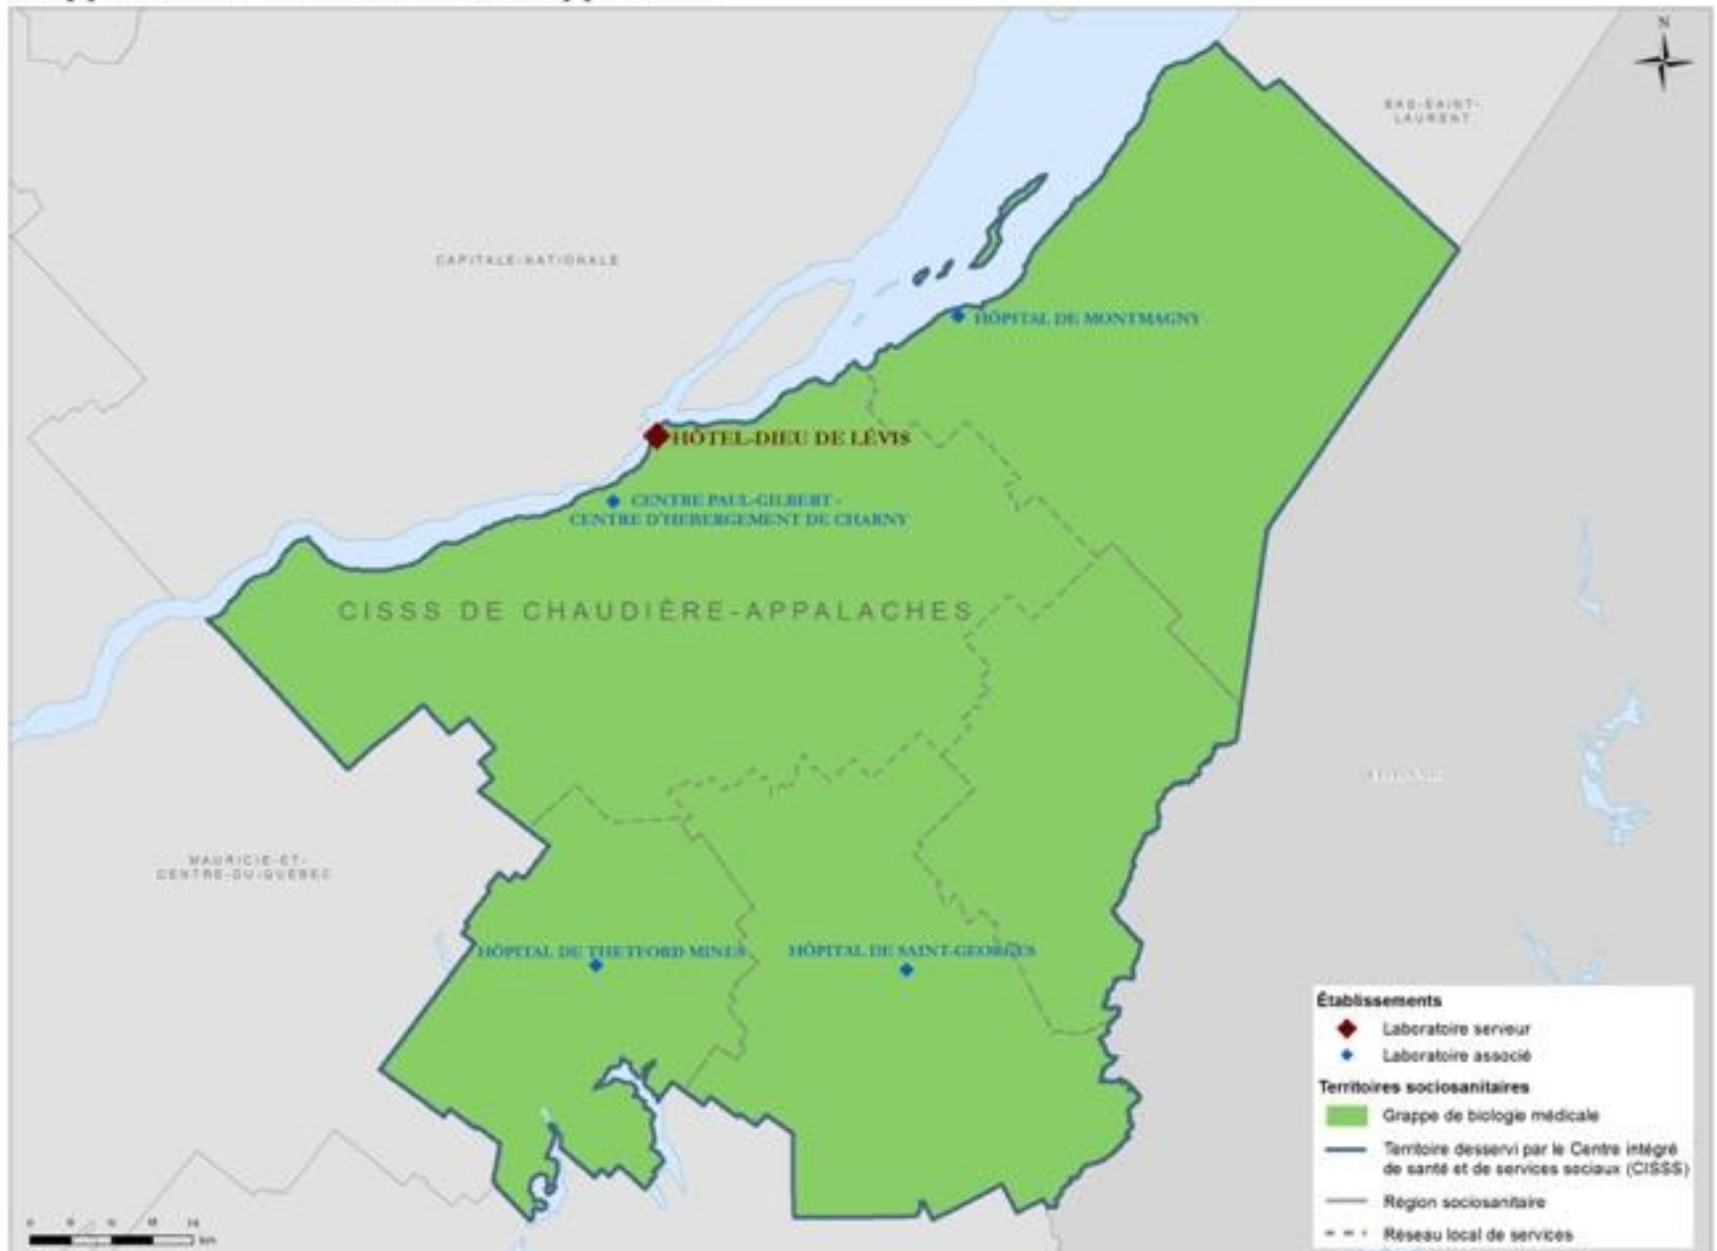 N
BAS-SAINT-
LAURENT
CAPITALE-NATIONALE
HÔPITAL DE MONTMAGNY
HÔTEL-DIEU DE LÉVIS
CENTRE PAUL-GILBERT -
CENTRE D'HEBERGEMENT DE CHARNY
CISSS DE CHAUDIÈRE-APPALACHES
MAURICIE-ET-
CENTRE-DU-QUÉBEC
HÔPITAL DE THETFORD MINES
HÔPITAL DE SAINT-GEORGES
Établissements
Laboratoire serveur
Laboratoire associé
Territoires sociosanitaires
Grappe de biologie médicale
Territoire desservi par le Centre intégré
de santé et de services sociaux (CISSS)
Région sociosanitaire
Réseau local de services
km